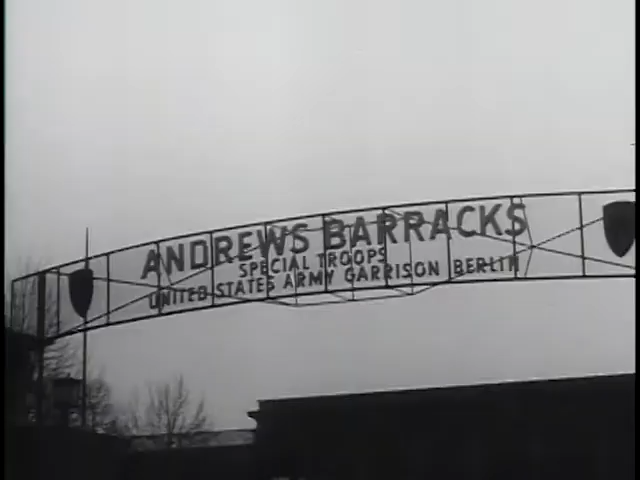 ANDREWS BARRACKS
SPECIAL TROOPS
UNITED STATES ARMY GARRISON BERLIN